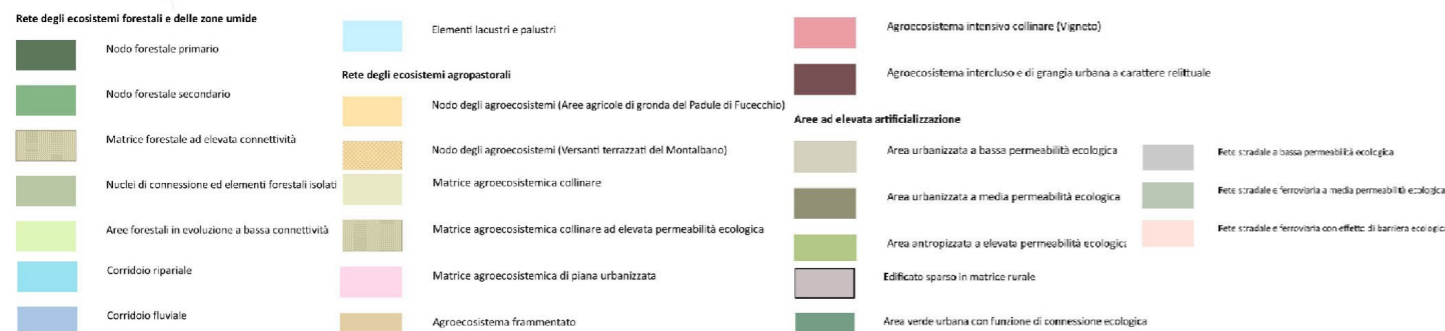 Rete degli ecosistemi forestali e delle zone umide
Nodo forestale primario
Nodo forestale secondario
Matrice forestale ad elevata connettività
Nuclei di connessione ed elementi forestali isolati
Aree forestali in evoluzione a bassa connettività
Corridoio ripariale
Corridoio fluviale
Elementi lacustri e palustri
Rete degli ecosistemi agropastorali
Nodo degli agroecosistemi (Aree agricole di gronda del Padule di Fucecchio)
Nodo degli agroecosistemi (Versanti terrazzati del Montalbano)
Matrice agroecosistemica collinare
Matrice agroecosistemica collinare ad elevata permeabilità ecologica
Matrice agroecosistemica di piana urbanizzata
Agroecosistema frammentato
Agroecosistema intensivo collinare (Vigneto)
Agroecosistema intercluso e di grangia urbana a carattere relittuale
Aree ad elevata artificializzazione
Area urbanizzata a bassa permeabilità ecologica
Area urbanizzata a media permeabilità ecologica
Area antropizzata a elevata permeabilità ecologic
Edificato sparso in matrice rurale
Area verde urbana con funzione di connessione ecologica
Rete stradale a bassa permeabilità ecologica
Rete stradale e ferroviaria a media permeabilità ecologica
Rete stradale e ferroviaria con effetto di barriera ecologic